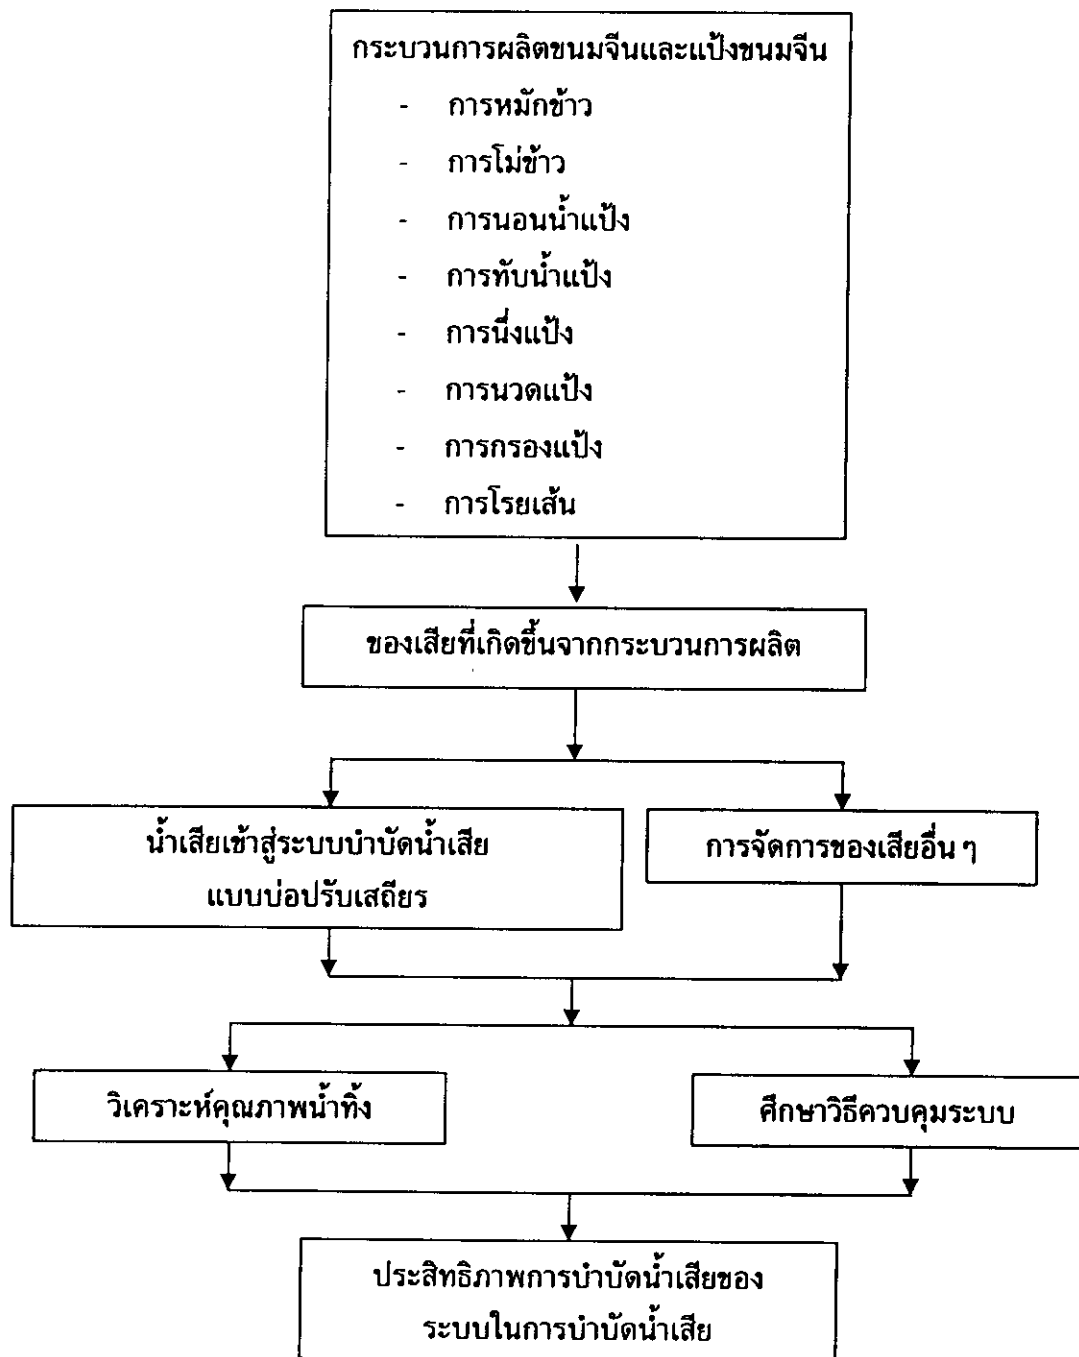 กระบวนการผลิตขนมจีนและแป้งขนมจีน
- การหมักข้าว
- การโม่ข้าว
- การนอนน้ำแป้ง
- การทับน้ำแป้ง
- การนึ่งแป้ง
- การนวดแป้ง
- การกรองแป้ง
- การโรยเส้น
ของเสียที่เกิดขึ้นจากกระบวนการผลิต
น้ำเสียเข้าสู่ระบบบำบัดน้ำเสีย
แบบบ่อปรับเสถียร
การจัดการของเสียอื่น ๆ
วิเคราะห์คุณภาพน้ำทิ้ง
ศึกษาวิธีควบคุมระบบ
ประสิทธิภาพการบำบัดน้ำเสียของ
ระบบในการบำบัดน้ำเสีย